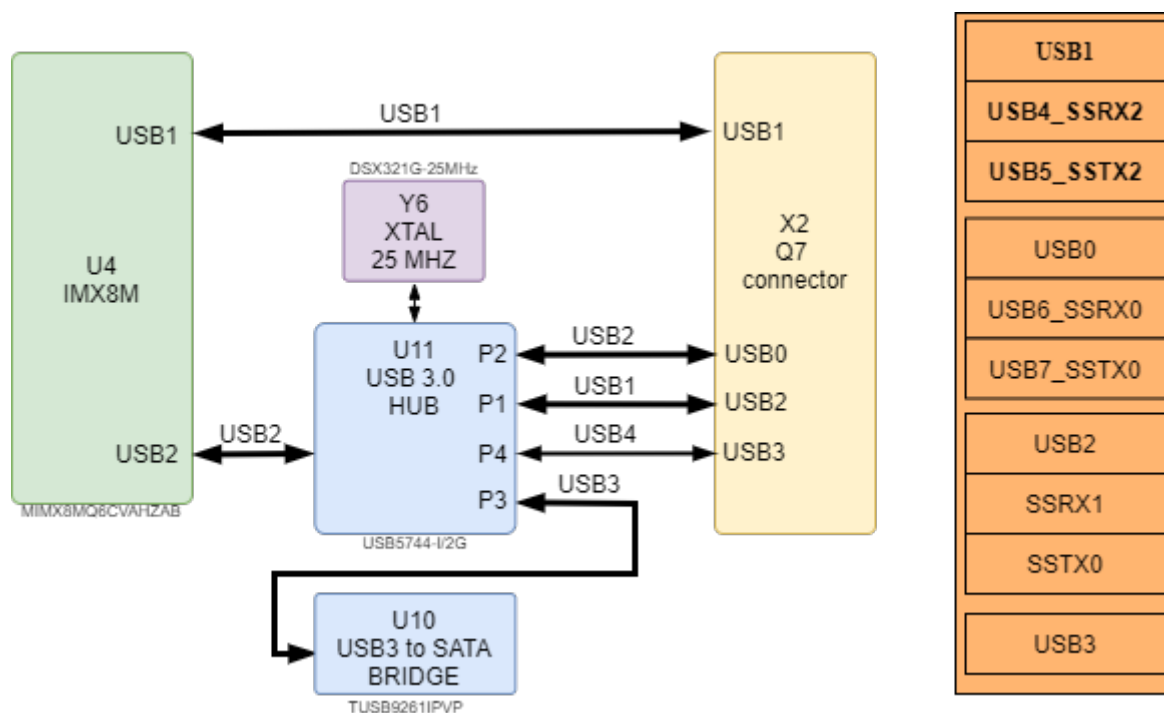 USB1
USB1
USB1
DSX321G-25MHz
Y6
XTAL
25 MHZ
U4
IMX8M
X2
Q7
connector
U11
USB 3.0
HUB
P2
USB2
USB0
P1
USB1
USB2
P4
USB4
USB3
P3
USB3
USB2
USB2
MIMX8MQ6CVAHZAB
USB5744-I/2G
U10
USB3 to SATA
BRIDGE
TUSB9261IPVP
USB1
USB4_SSRX2
USB5_SSTX2
USB0
USB6_SSRX0
USB7_SSTX0
USB2
SSRX1
SSTX0
USB3